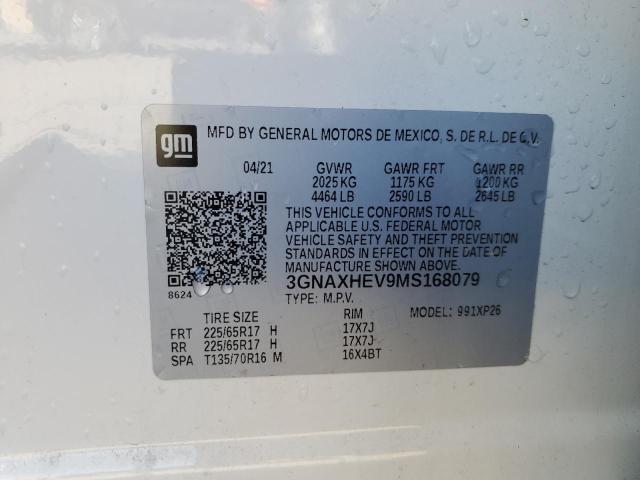 gm
MFD BY GENERAL MOTORS DE MEXICO, S. DE R.L. DE C.V.
04/21 GVWR GAWR FRT GAWR RR
2025 KG 1175 KG 1200 KG
4464 LB 2590 LB 2645 LB
THIS VEHICLE CONFORMS TO ALL
APPLICABLE U.S. FEDERAL MOTOR
VEHICLE SAFETY AND THEFT PREVENTION
STANDARDS IN EFFECT ON THE DATE OF
MANUFACTURE SHOWN ABOVE.
8624 3GNAXHEV9MS168079
TYPE: M.P.V. MODEL: 991XP26
TIRE SIZE RIM
FRT 225/65R17 H 17X7J
RR 225/65R17 H 17X7J
SPA T135/70R16 M 16X4BT